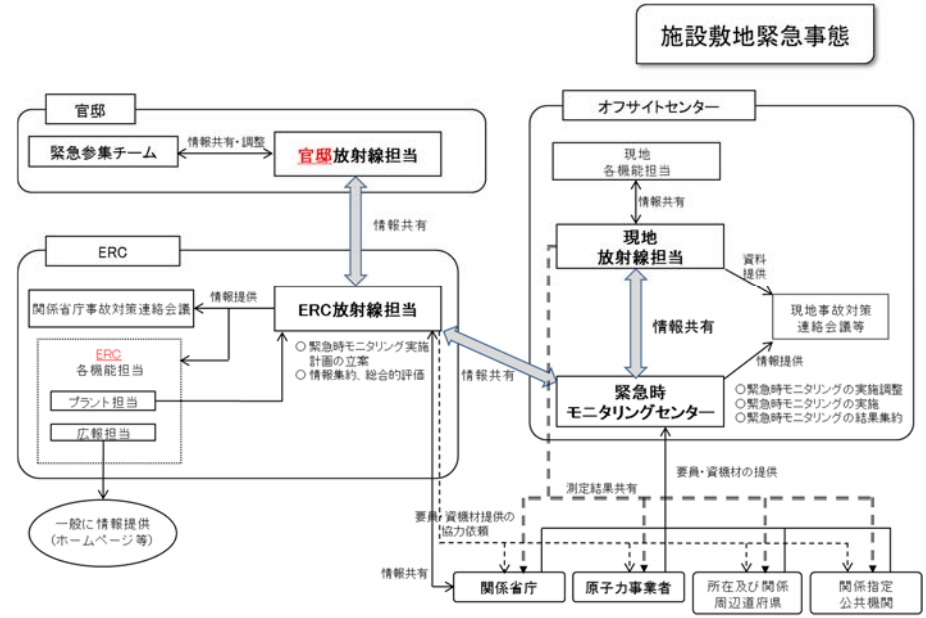 施設敷地緊急事態
官邸
緊急参集チーム
情報共有・調整
官邸放射線担当
情報共有
ERC
関係省庁事故対策連絡会議
情報提供
ERC放射線担当
○ 緊急時モニタリング実施
計画の立案
○ 情報集約、総合的評価
ERC
各機能担当
プラント担当
広報担当
一般に情報提供
(ホームページ等)
情報共有
オフサイトセンター
現地
各機能担当
情報共有
現地
放射線担当
資料
提供
情報共有
現地事故対策
連絡会議等
情報提供
緊急時
モニタリングセンター
○緊急時モニタリングの実施調整
○緊急時モニタリングの実施
○緊急時モニタリングの結果集約
要員・資機材の提供
測定結果共有
要員・資機材提供の
協力依頼
情報共有
関係省庁
原子力事業者
所在及び関係
周辺道府県
関係指定
公共機関